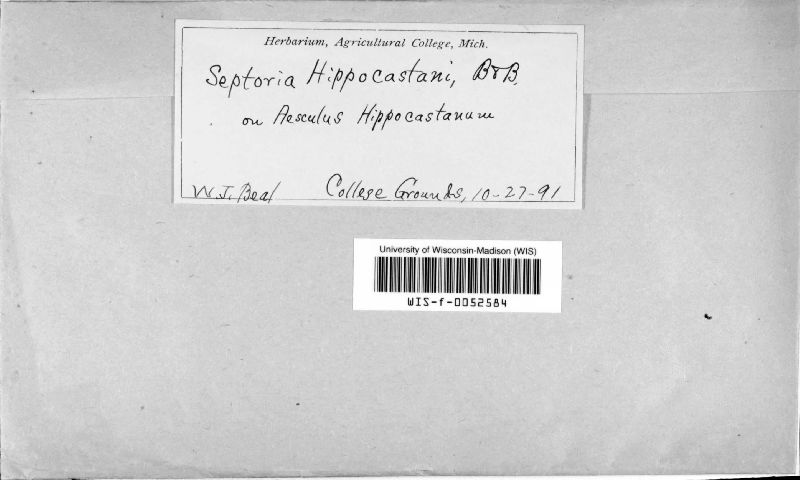 Herbarium, Agricultural College, Mich.
Septoria Hippocastani, B&B.
on Aesculus Hippocastanum
W. J. Beal College Grounds, 10-27-91
University of Wisconsin-Madison (WIS)
WIS-f-0052584